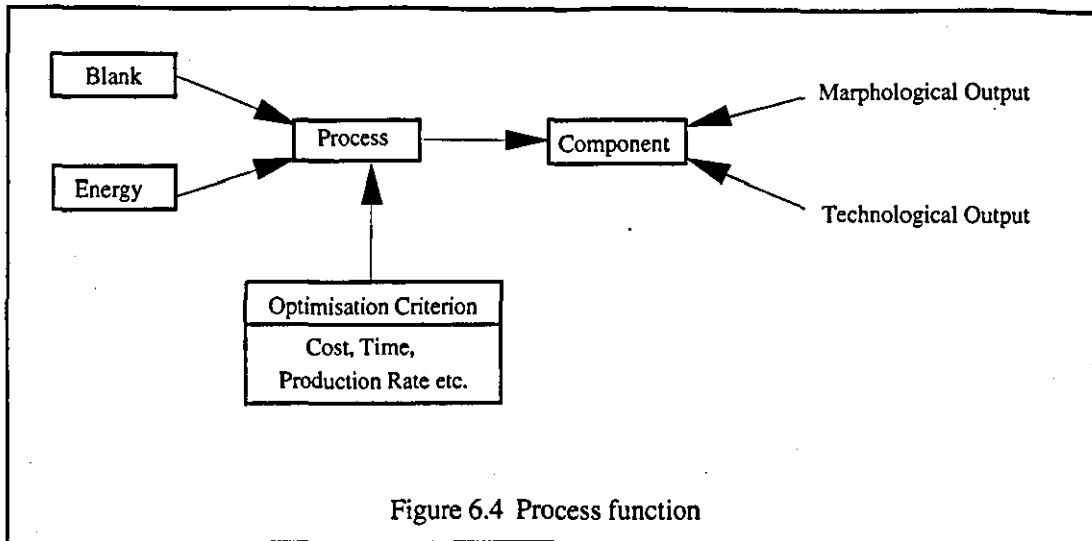 Blank
Marphological Output
Process
Component
Energy
Technological Output
Optimisation Criterion
Cost, Time,
Production Rate etc.
Figure 6.4 Process function